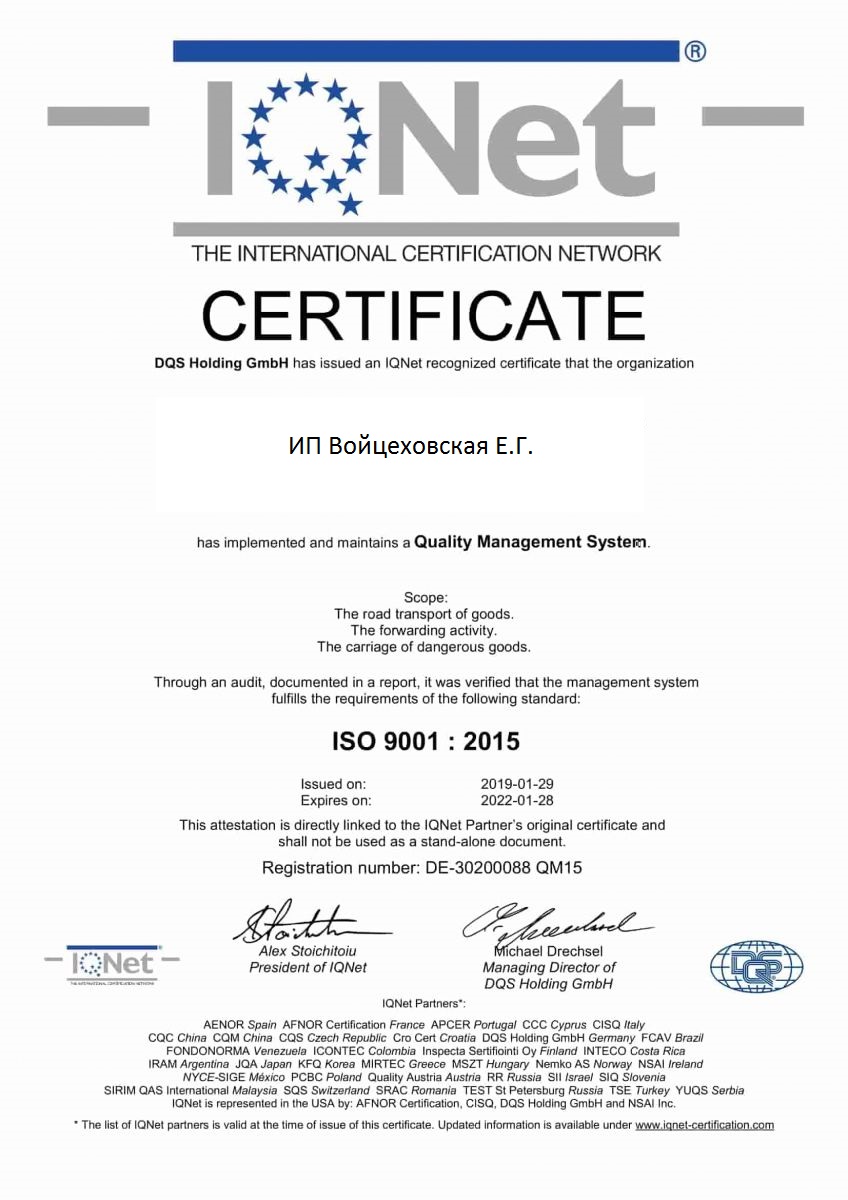 IQNet®
THE INTERNATIONAL CERTIFICATION NETWORK
CERTIFICATE
DQS Holding GmbH has issued an IQNet recognized certificate that the organization
ИП Войцеховская Е.Г.
has implemented and maintains a Quality Management System.
Scope:
The road transport of goods.
The forwarding activity.
The carriage of dangerous goods.
Through an audit, documented in a report, it was verified that the management system
fulfills the requirements of the following standard:
ISO 9001 : 2015
Issued on: 2019-01-29
Expires on: 2022-01-28
This attestation is directly linked to the IQNet Partner's original certificate and
shall not be used as a stand-alone document.
Registration number: DE-30200088 QM15
Alex Stoichitoiu
President of IQNet
Michael Drechsel
Managing Director of
DQS Holding GmbH
IQNet
THE INTERNATIONAL CERTIFICATION NETWORK
DQS
IQNet Partners*:
AENOR Spain AFNOR Certification France APCER Portugal CCC Cyprus CISQ Italy
CQC China CQM China CQS Czech Republic Cro Cert Croatia DQS Holding GmbH Germany FCAV Brazil
FONDONORMA Venezuela ICONTEC Colombia Inspecta Sertifiointi Oy Finland INTECO Costa Rica
IRAM Argentina JQA Japan KFQ Korea MIRTEC Greece MSZT Hungary Nemko AS Norway NSAI Ireland
NYCE-SIGE México PCBC Poland Quality Austria Austria RR Russia SII Israel SIQ Slovenia
SIRIM QAS International Malaysia SQS Switzerland SRAC Romania TEST St Petersburg Russia TSE Turkey YUQS Serbia
IQNet is represented in the USA by: AFNOR Certification, CISQ, DQS Holding GmbH and NSAI Inc.
* The list of IQNet partners is valid at the time of issue of this certificate. Updated information is available under www.iqnet-certification.com